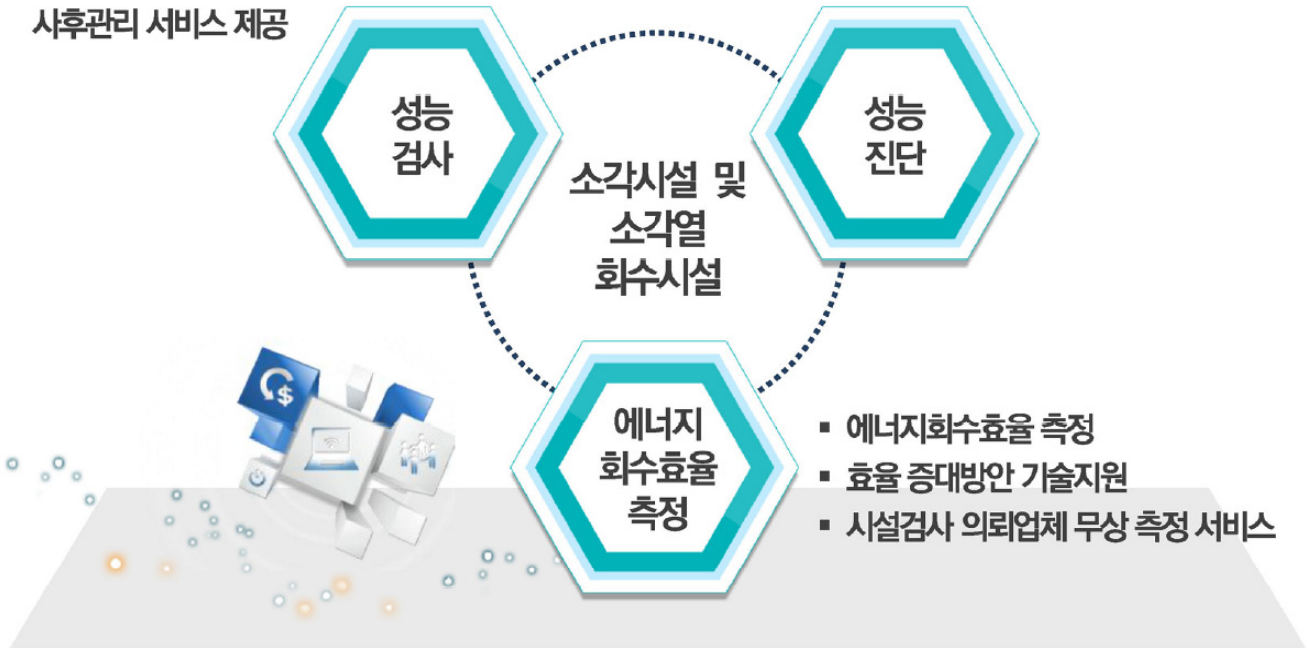 사후관리 서비스 제공
성능
검사
성능
진단
소각시설 및
소각열
회수시설
에너지
회수효율
측정
▪ 에너지회수효율 측정
▪ 효율 증대방안 기술지원
▪ 시설검사 의뢰업체 무상 측정 서비스
$